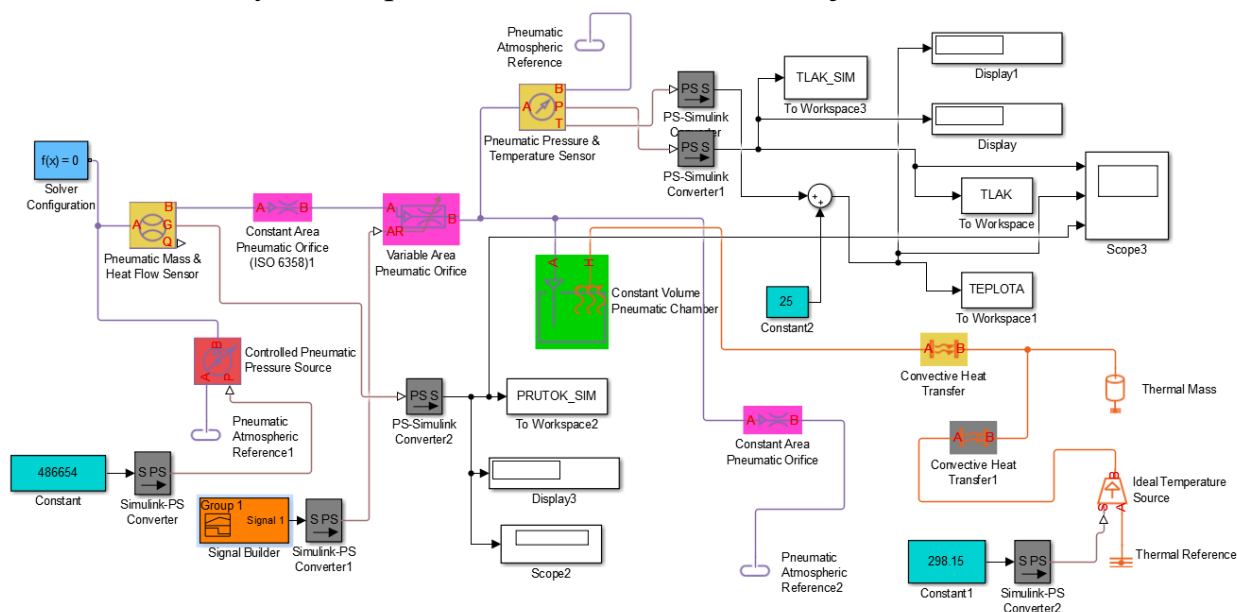 Pneumatic
Atmospheric
Reference
B
A
P
T
Pneumatic Pressure &
Temperature Sensor
PS S
PS-Simulink
Converter
PS S
PS-Simulink
Converter1
TLAK_SIM
To Workspace3
Display1
Display
TLAK
To Workspace
Scope3
f(x) = 0
Solver
Configuration
B
A
G
Q
Pneumatic Mass &
Heat Flow Sensor
A
B
Constant Area
Pneumatic Orifice
(ISO 6358)1
A
AR
B
Variable Area
Pneumatic Orifice
A
H
Constant Volume
Pneumatic Chamber
+
+
25
Constant2
TEPLOTA
To Workspace1
B
A
P
Controlled Pneumatic
Pressure Source
Pneumatic
Atmospheric
Reference1
486654
Constant
S PS
Simulink-PS
Converter
Group 1
Signal 1
Signal Builder
S PS
Simulink-PS
Converter1
PS S
PS-Simulink
Converter2
PRUTOK_SIM
To Workspace2
Display3
Scope2
A
B
Constant Area
Pneumatic Orifice
Pneumatic
Atmospheric
Reference2
A
B
Convective Heat
Transfer
Thermal Mass
A
B
Convective Heat
Transfer1
B
S
A
Ideal Temperature
Source
Thermal Reference
298.15
Constant1
S PS
Simulink-PS
Converter2